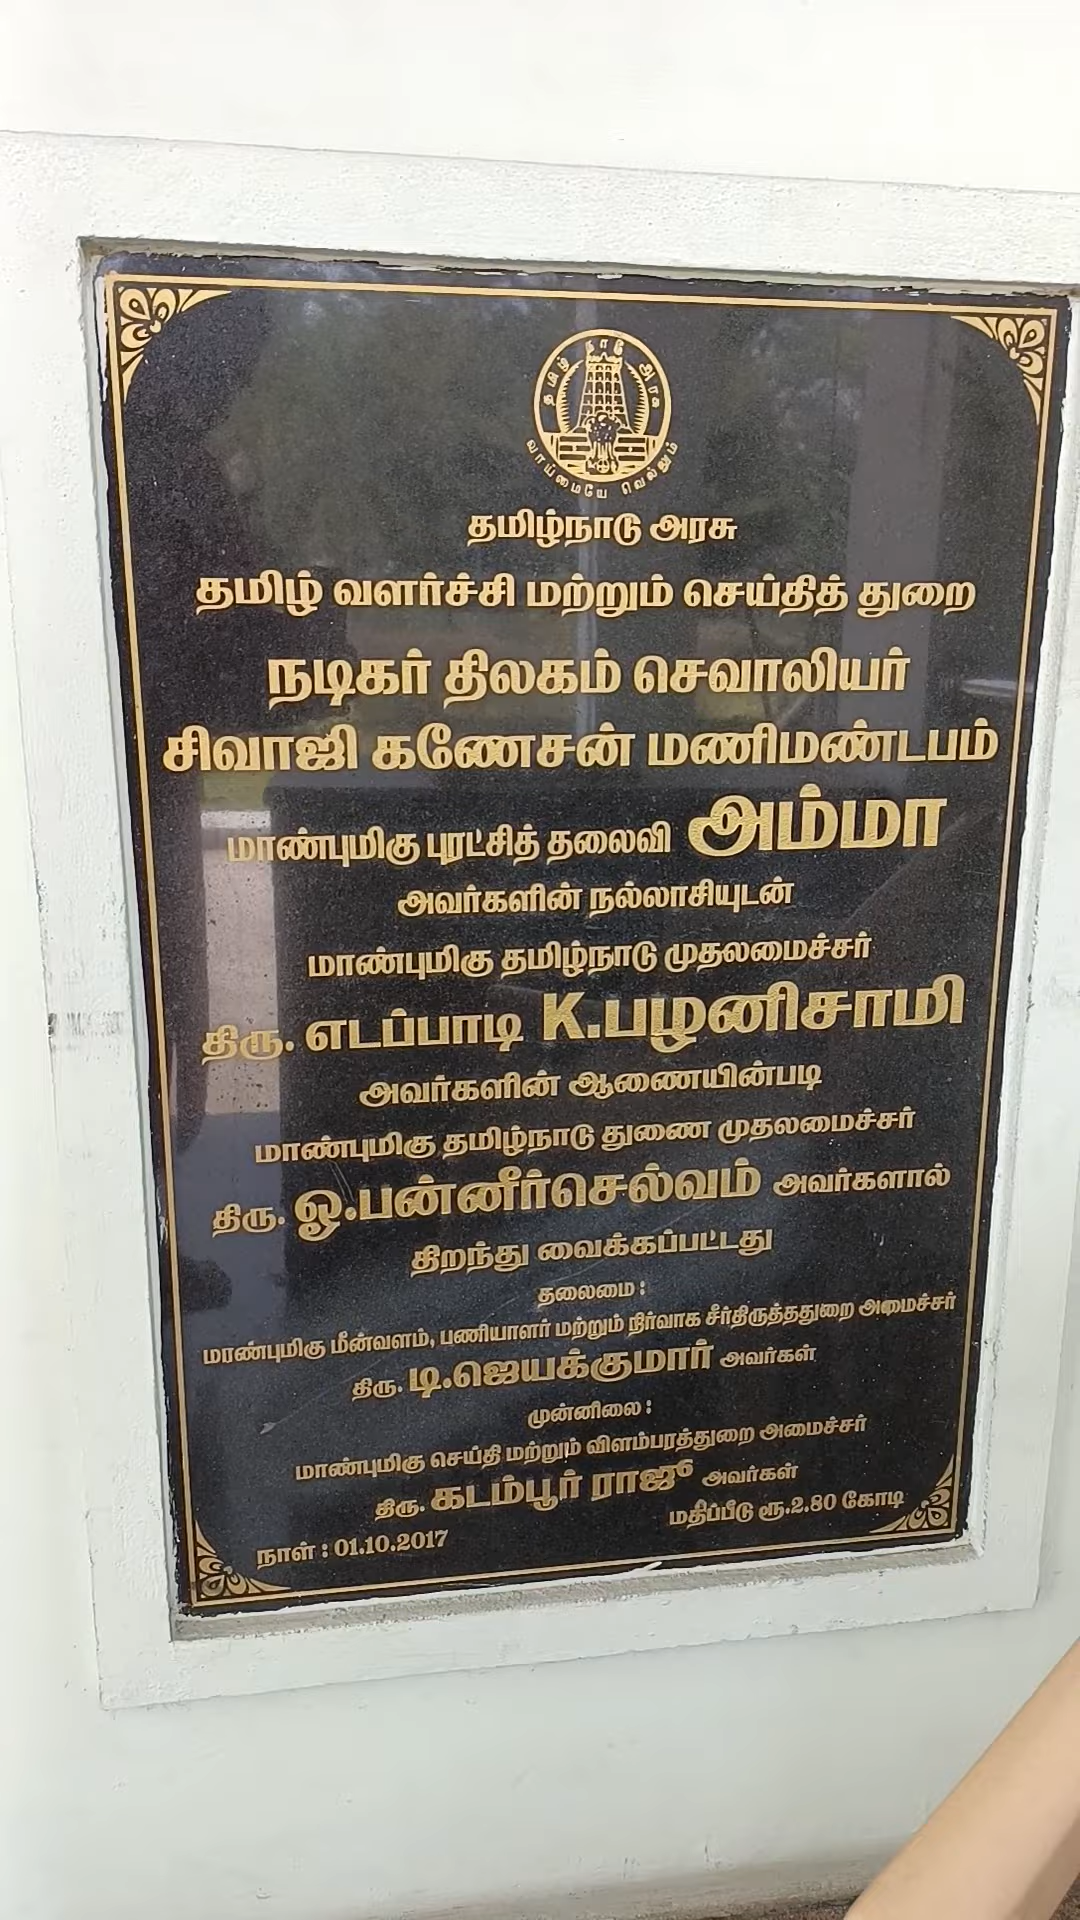 தமிழ் நாடு அரசு
வாய்மையே வெல்லும்
தமிழ்நாடு அரசு
தமிழ் வளர்ச்சி மற்றும் செய்தித் துறை
நடிகர் திலகம் செவாலியர்
சிவாஜி கணேசன் மணிமண்டபம்
மாண்புமிகு புரட்சித் தலைவி அம்மா
அவர்களின் நல்லாசியுடன்
மாண்புமிகு தமிழ்நாடு முதலமைச்சர்
திரு. எடப்பாடி K.பழனிசாமி
அவர்களின் ஆணையின்படி
மாண்புமிகு தமிழ்நாடு துணை முதலமைச்சர்
திரு. ஓ.பன்னீர்செல்வம் அவர்களால்
திறந்து வைக்கப்பட்டது
தலைமை :
மரண்புமிகு மீன்வளம், பணியாளர் மற்றும் நிர்வாக சீர்திருத்ததுறை அமைச்சர்
திரு. டி.ஜெயக்குமார் அவர்கள்
முன்னிலை :
மாண்புமிகு செய்தி மற்றும் விளம்பரத்துறை அமைச்சர்
திரு. கடம்பூர் ராஜூ அவர்கள்
நாள் : 01.10.2017 மதிப்பீடு ரூ.2.80 கோடி